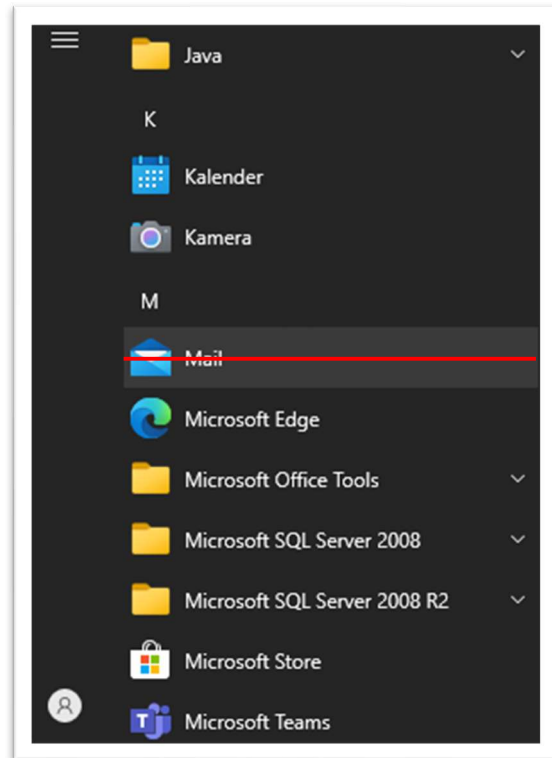 Java
K
Kalender
Kamera
M
Mail
Microsoft Edge
Microsoft Office Tools
Microsoft SQL Server 2008
Microsoft SQL Server 2008 R2
Microsoft Store
Microsoft Teams